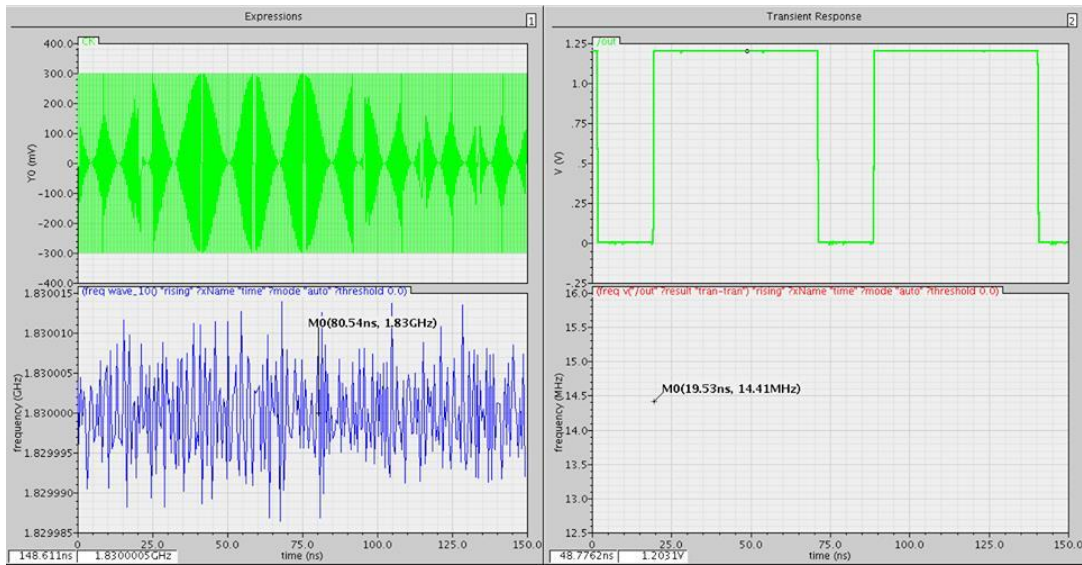 Expressions
1
CK
400.0
300.0
200.0
100.0
0
-100.0
-200.0
-300.0
-400.0
Y0 (mV)
(freq wave_100 "rising" ?xName "time" ?mode "auto" ?threshold 0.0)
1.830015
1.830010
1.830005
1.830000
1.829995
1.829990
1.829985
frequency (GHz)
M0(80.54ns, 1.83GHz)
0 25.0 50.0 75.0 100.0 125.0 150.0
time (ns)
148.611ns 1.8300005GHz
Transient Response
2
/out
1.25
1.0
.75
.5
.25
0
-.25
V (V)
(freq v("/out" ?result "tran-tran") "rising" ?xName "time" ?mode "auto" ?threshold 0.0)
16.0
15.5
15.0
14.5
14.0
13.5
13.0
12.5
frequency (MHz)
M0(19.53ns, 14.41MHz)
0 25.0 50.0 75.0 100.0 125.0 150.0
time (ns)
48.7762ns 1.2031V